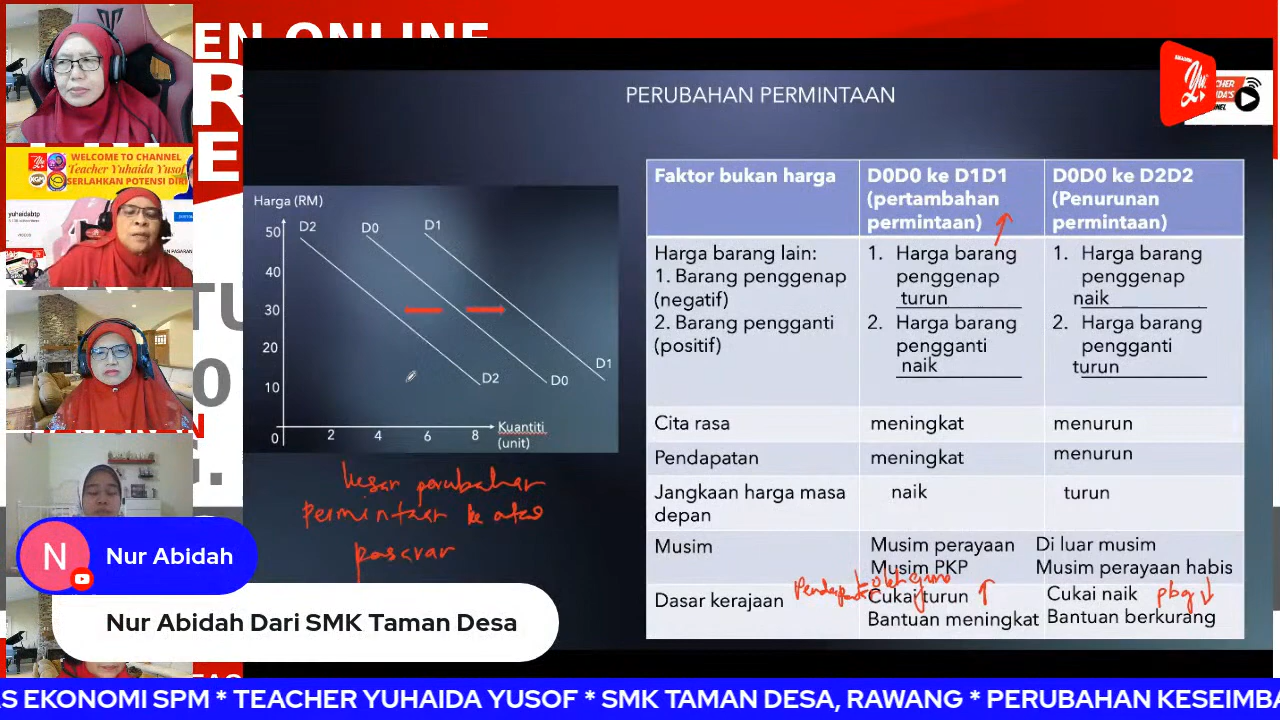 EN ONLINE
WELCOME TO CHANNEL
Teacher Yuhaida Yusof
SERLAHKAN POTENSI DIRI
yuhaidabtp
PERUBAHAN PERMINTAAN
Harga (RM)
50
40
30
20
10
0
2
4
6
8
Kuantiti
(unit)
D2
D0
D1
D2
D0
D1
Faktor bukan harga
D0D0 ke D1D1
(pertambahan
permintaan)
D0D0 ke D2D2
(Penurunan
permintaan)
Harga barang lain:
1. Barang penggenap
(negatif)
2. Barang pengganti
(positif)
1. Harga barang
penggenap
turun
2. Harga barang
pengganti
naik
1. Harga barang
penggenap
naik
2. Harga barang
pengganti
turun
Cita rasa
meningkat
menurun
Pendapatan
meningkat
menurun
Jangkaan harga masa
depan
naik
turun
Musim
Musim perayaan
Musim PKP
Di luar musim
Musim perayaan habis
Dasar kerajaan
Cukai turun
Bantuan meningkat
Cukai naik
Bantuan berkurang
pbg
kesan perubahan
permintaan ke atas
pasaran
N
Nur Abidah
Nur Abidah Dari SMK Taman Desa
S EKONOMI SPM * TEACHER YUHAIDA YUSOF * SMK TAMAN DESA, RAWANG * PERUBAHAN KESEIMBA